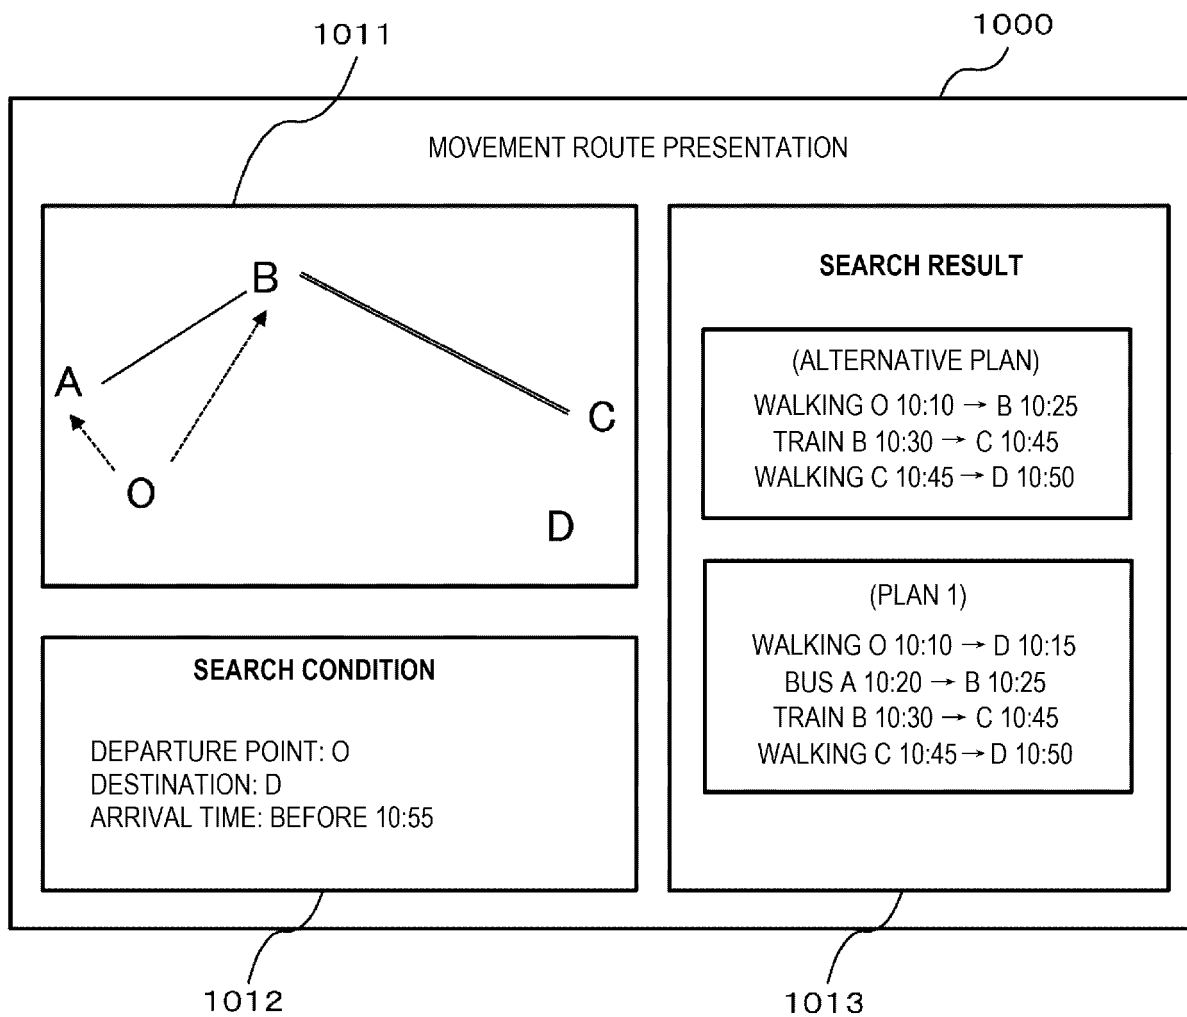 1011
1000
MOVEMENT ROUTE PRESENTATION
B
A
C
O
D
SEARCH CONDITION
DEPARTURE POINT: O
DESTINATION: D
ARRIVAL TIME: BEFORE 10:55
SEARCH RESULT
(ALTERNATIVE PLAN)
WALKING O 10:10 → B 10:25
TRAIN B 10:30 → C 10:45
WALKING C 10:45 → D 10:50
(PLAN 1)
WALKING O 10:10 → D 10:15
BUS A 10:20 → B 10:25
TRAIN B 10:30 → C 10:45
WALKING C 10:45 → D 10:50
1012
1013